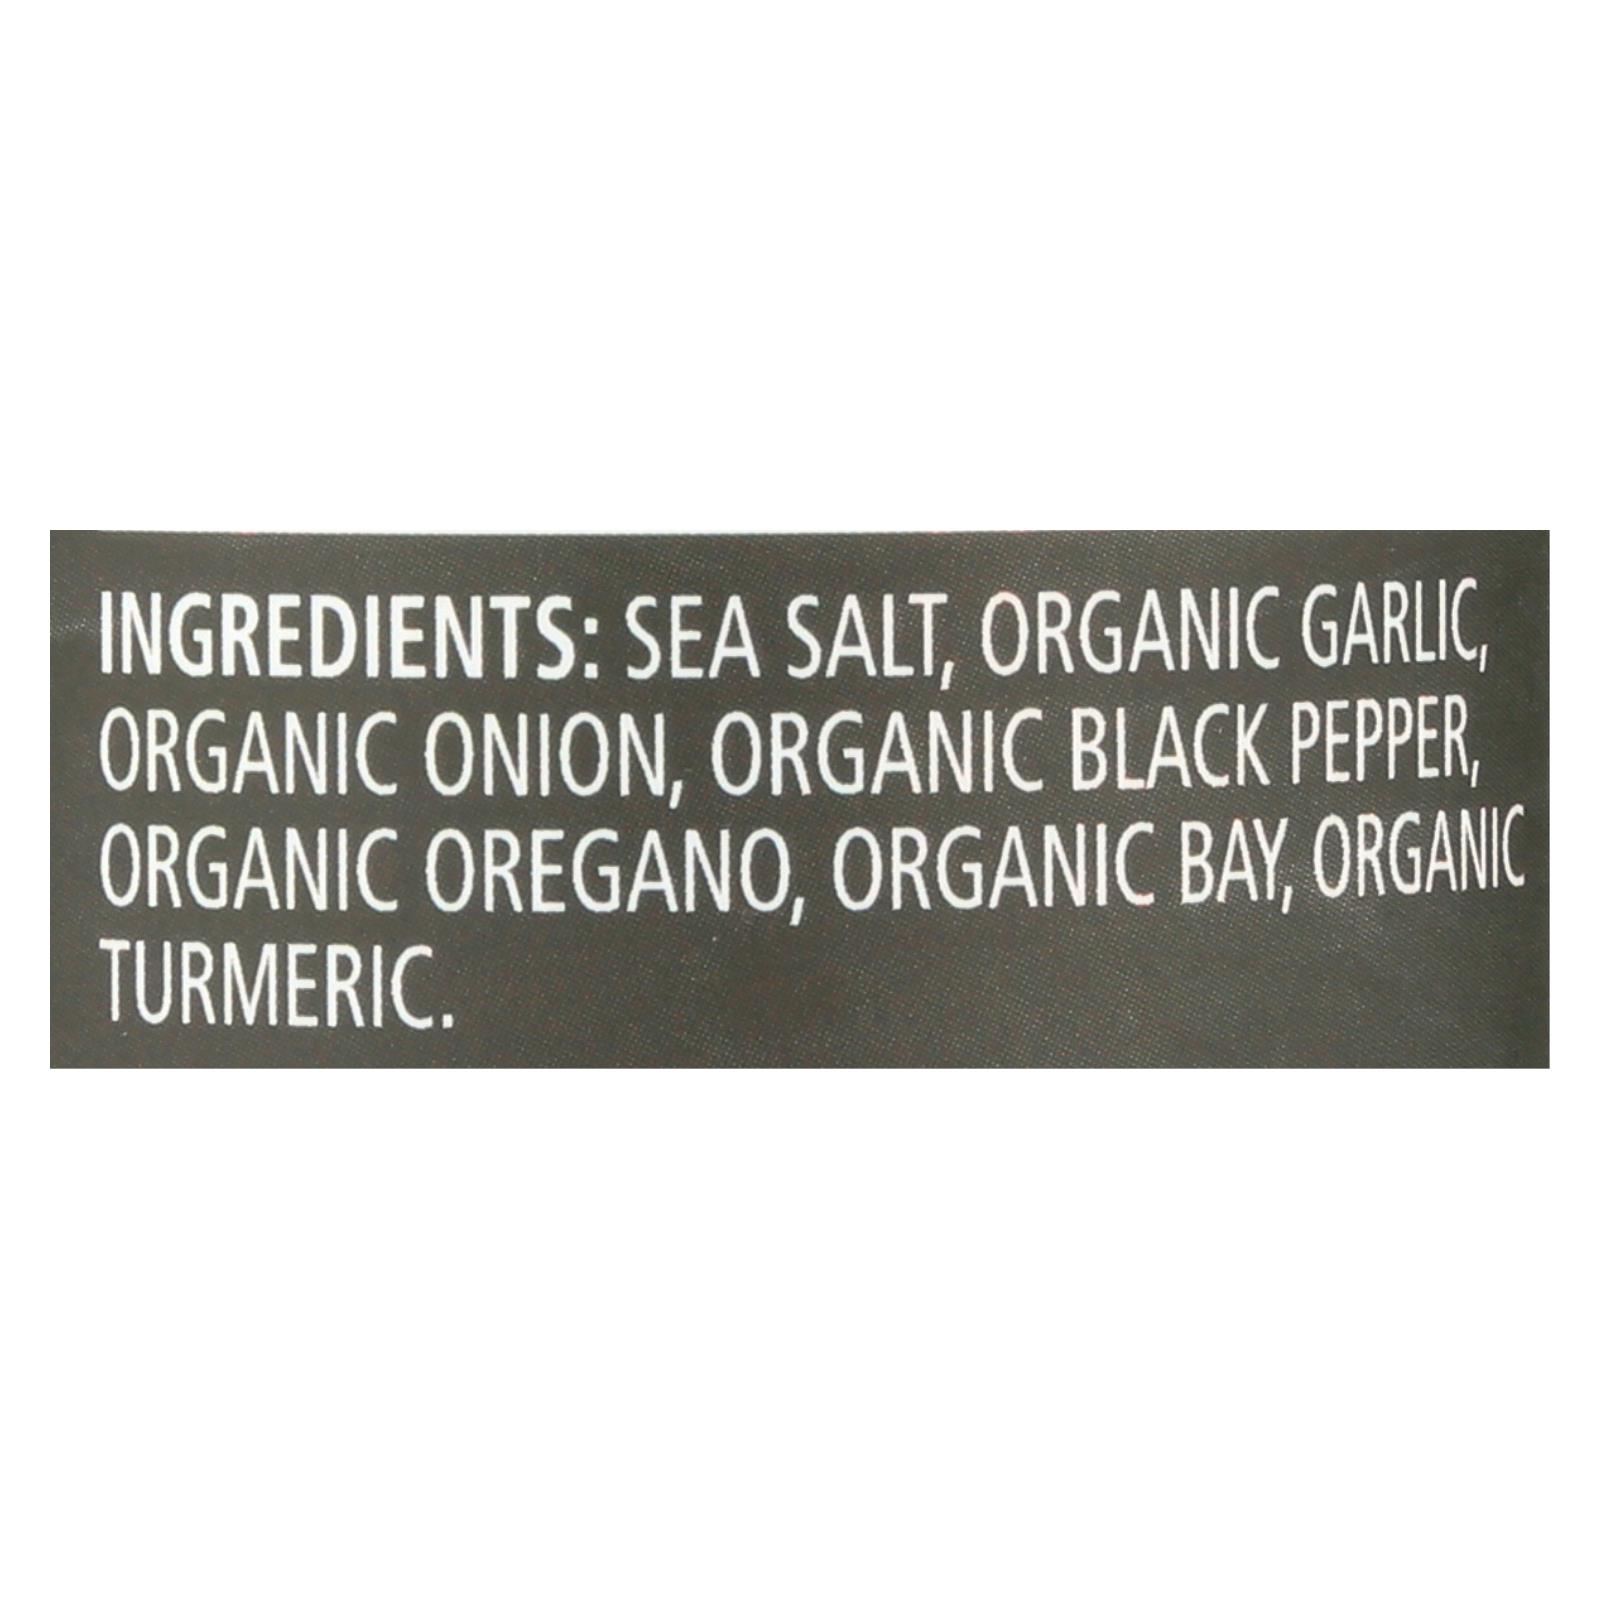 INGREDIENTS: SEA SALT, ORGANIC GARLIC,
ORGANIC ONION, ORGANIC BLACK PEPPER,
ORGANIC OREGANO, ORGANIC BAY, ORGANIC
TURMERIC.